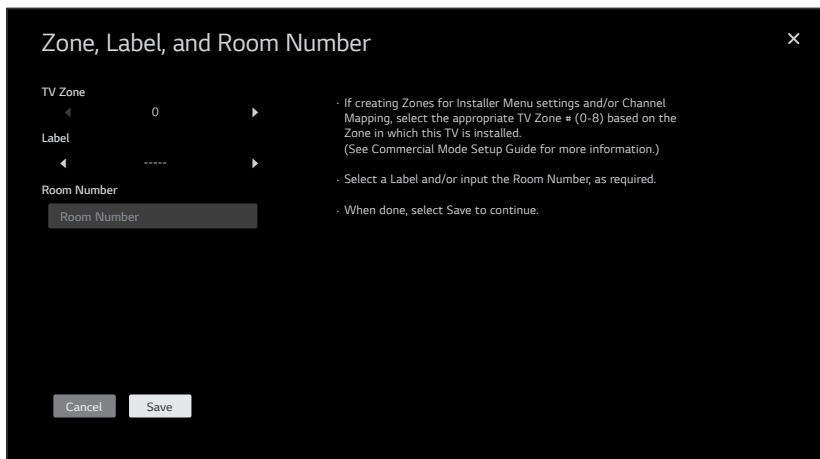 Zone, Label, and Room Number
TV Zone
0
Label
-----
Room Number
Room Number
· If creating Zones for Installer Menu settings and/or Channel
Mapping, select the appropriate TV Zone # (0-8) based on the
Zone in which this TV is installed.
(See Commercial Mode Setup Guide for more information.)
· Select a Label and/or input the Room Number, as required.
· When done, select Save to continue.
Cancel
Save